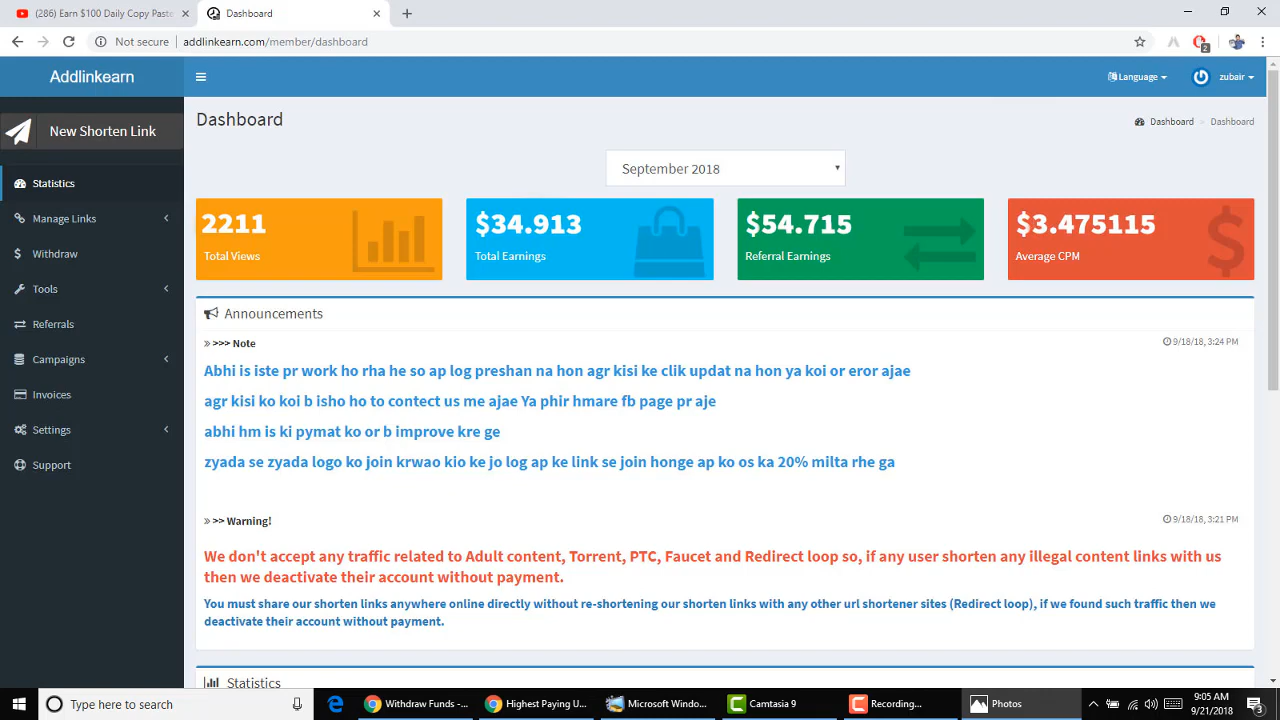 (286) Earn $100 Daily Copy Paste
Dashboard
Not secure
addlinkearn.com/member/dashboard
2
Addlinkearn
Language
zubair
New Shorten Link
Statistics
Manage Links
Withdraw
Tools
Referrals
Campaigns
Invoices
Settings
Support
Dashboard
Dashboard
Dashboard
September 2018
2211
Total Views
$34.913
Total Earnings
$54.715
Referral Earnings
$3.475115
Average CPM
Announcements
» >>> Note
9/18/18, 3:24 PM
Abhi is iste pr work ho rha he so ap log preshan na hon agr kisi ke clik updat na hon ya koi or eror ajae
agr kisi ko koi b isho ho to contect us me ajae Ya phir hmare fb page pr aje
abhi hm is ki pymat ko or b improve kre ge
zyada se zyada logo ko join krwao kio ke jo log ap ke link se join honge ap ko os ka 20% milta rhe ga
» >> Warning!
9/18/18, 3:21 PM
We don't accept any traffic related to Adult content, Torrent, PTC, Faucet and Redirect loop so, if any user shorten any illegal content links with us
then we deactivate their account without payment.
You must share our shorten links anywhere online directly without re-shortening our shorten links with any other url shortener sites (Redirect loop), if we found such traffic then we
deactivate their account without payment.
Statistics
Type here to search
Withdraw Funds -...
Highest Paying U...
Microsoft Windo...
Camtasia 9
Recording...
Photos
9:05 AM
9/21/2018
3